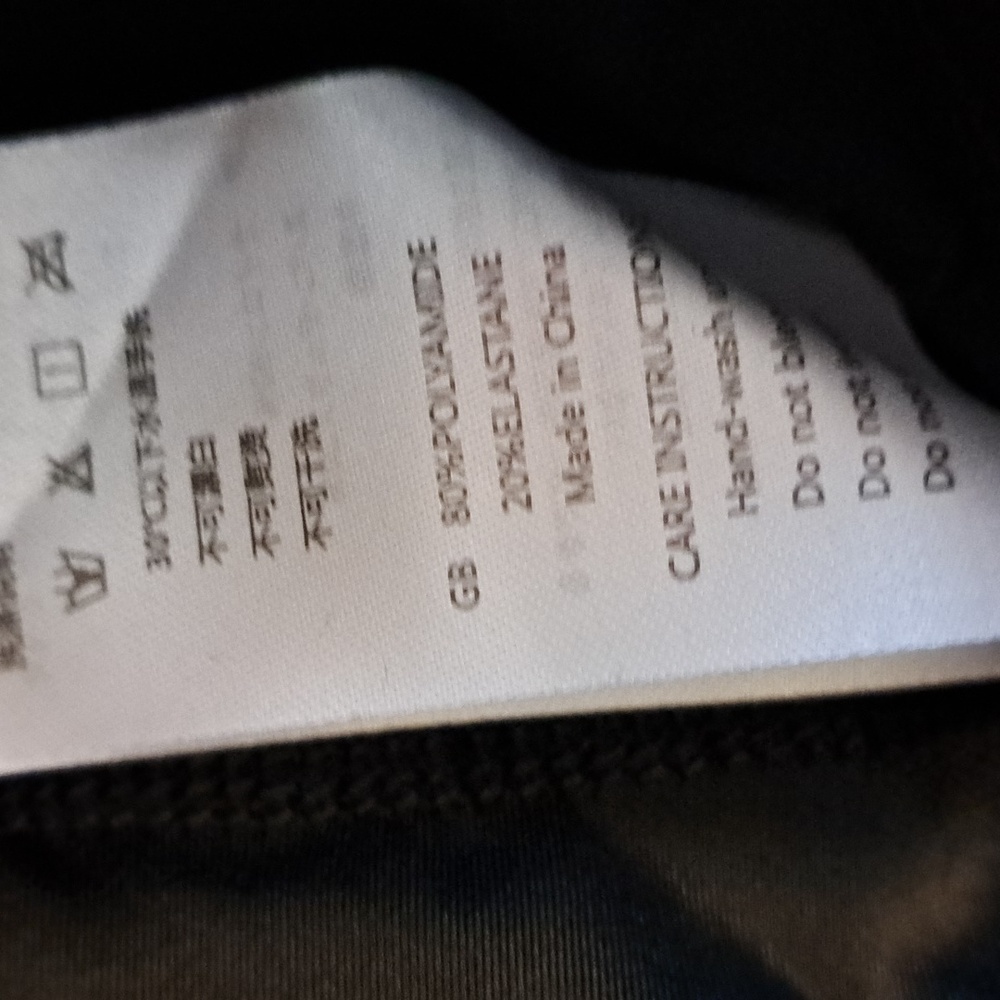 30°C以下水温手洗
不可漂白
不可熨烫
不可干洗
GB 80%POLYAMIDE
20%ELASTANE
Made in China
CARE INSTRUCTION
Hand-wash
Do not
Do not
Do